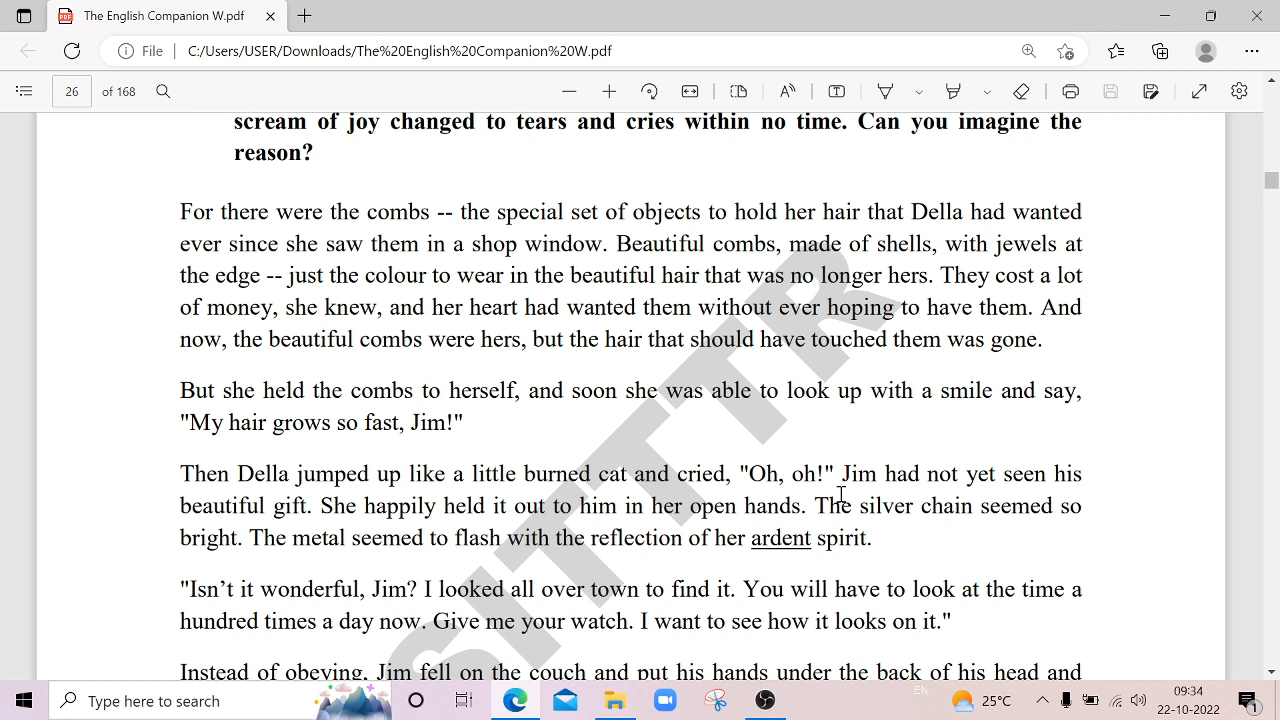 The English Companion W.pdf
File C:/Users/USER/Downloads/The%20English%20Companion%20W.pdf
26 of 168
scream of joy changed to tears and cries within no time. Can you imagine the
reason?
For there were the combs -- the special set of objects to hold her hair that Della had wanted
ever since she saw them in a shop window. Beautiful combs, made of shells, with jewels at
the edge -- just the colour to wear in the beautiful hair that was no longer hers. They cost a lot
of money, she knew, and her heart had wanted them without ever hoping to have them. And
now, the beautiful combs were hers, but the hair that should have touched them was gone.
But she held the combs to herself, and soon she was able to look up with a smile and say,
"My hair grows so fast, Jim!"
Then Della jumped up like a little burned cat and cried, "Oh, oh!" Jim had not yet seen his
beautiful gift. She happily held it out to him in her open hands. The silver chain seemed so
bright. The metal seemed to flash with the reflection of her ardent spirit.
"Isn’t it wonderful, Jim? I looked all over town to find it. You will have to look at the time a
hundred times a day now. Give me your watch. I want to see how it looks on it."
Instead of obeying, Jim fell on the couch and put his hands under the back of his head and
SITTTR
Type here to search
EN
25°C
09:34
22-10-2022
1